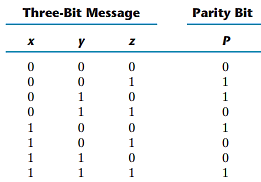 Three-Bit Message Parity Bit
x y z P
0 0 0 0
0 0 1 1
0 1 0 1
0 1 1 0
1 0 0 1
1 0 1 0
1 1 0 0
1 1 1 1